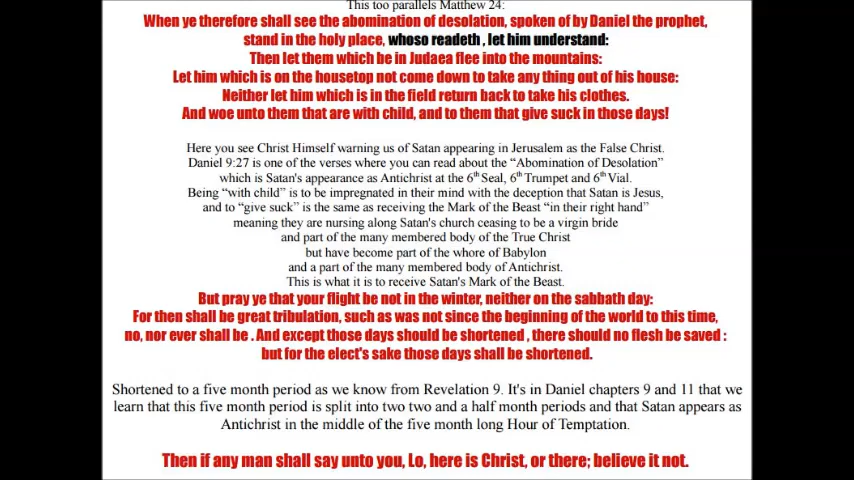 This too parallels Matthew 24:
When ye therefore shall see the abomination of desolation, spoken of by Daniel the prophet,
stand in the holy place, whoso readeth , let him understand:
Then let them which be in Judaea flee into the mountains:
Let him which is on the housetop not come down to take any thing out of his house:
Neither let him which is in the field return back to take his clothes.
And woe unto them that are with child, and to them that give suck in those days!
Here you see Christ Himself warning us of Satan appearing in Jerusalem as the False Christ.
Daniel 9:27 is one of the verses where you can read about the “Abomination of Desolation”
which is Satan's appearance as Antichrist at the 6th Seal, 6th Trumpet and 6th Vial.
Being “with child” is to be impregnated in their mind with the deception that Satan is Jesus,
and to “give suck” is the same as receiving the Mark of the Beast “in their right hand”
meaning they are nursing along Satan's church ceasing to be a virgin bride
and part of the many membered body of the True Christ
but have become part of the whore of Babylon
and a part of the many membered body of Antichrist.
This is what it is to receive Satan's Mark of the Beast.
But pray ye that your flight be not in the winter, neither on the sabbath day:
For then shall be great tribulation, such as was not since the beginning of the world to this time,
no, nor ever shall be . And except those days should be shortened , there should no flesh be saved :
but for the elect's sake those days shall be shortened.
Shortened to a five month period as we know from Revelation 9. It's in Daniel chapters 9 and 11 that we
learn that this five month period is split into two two and a half month periods and that Satan appears as
Antichrist in the middle of the five month long Hour of Temptation.
Then if any man shall say unto you, Lo, here is Christ, or there; believe it not.